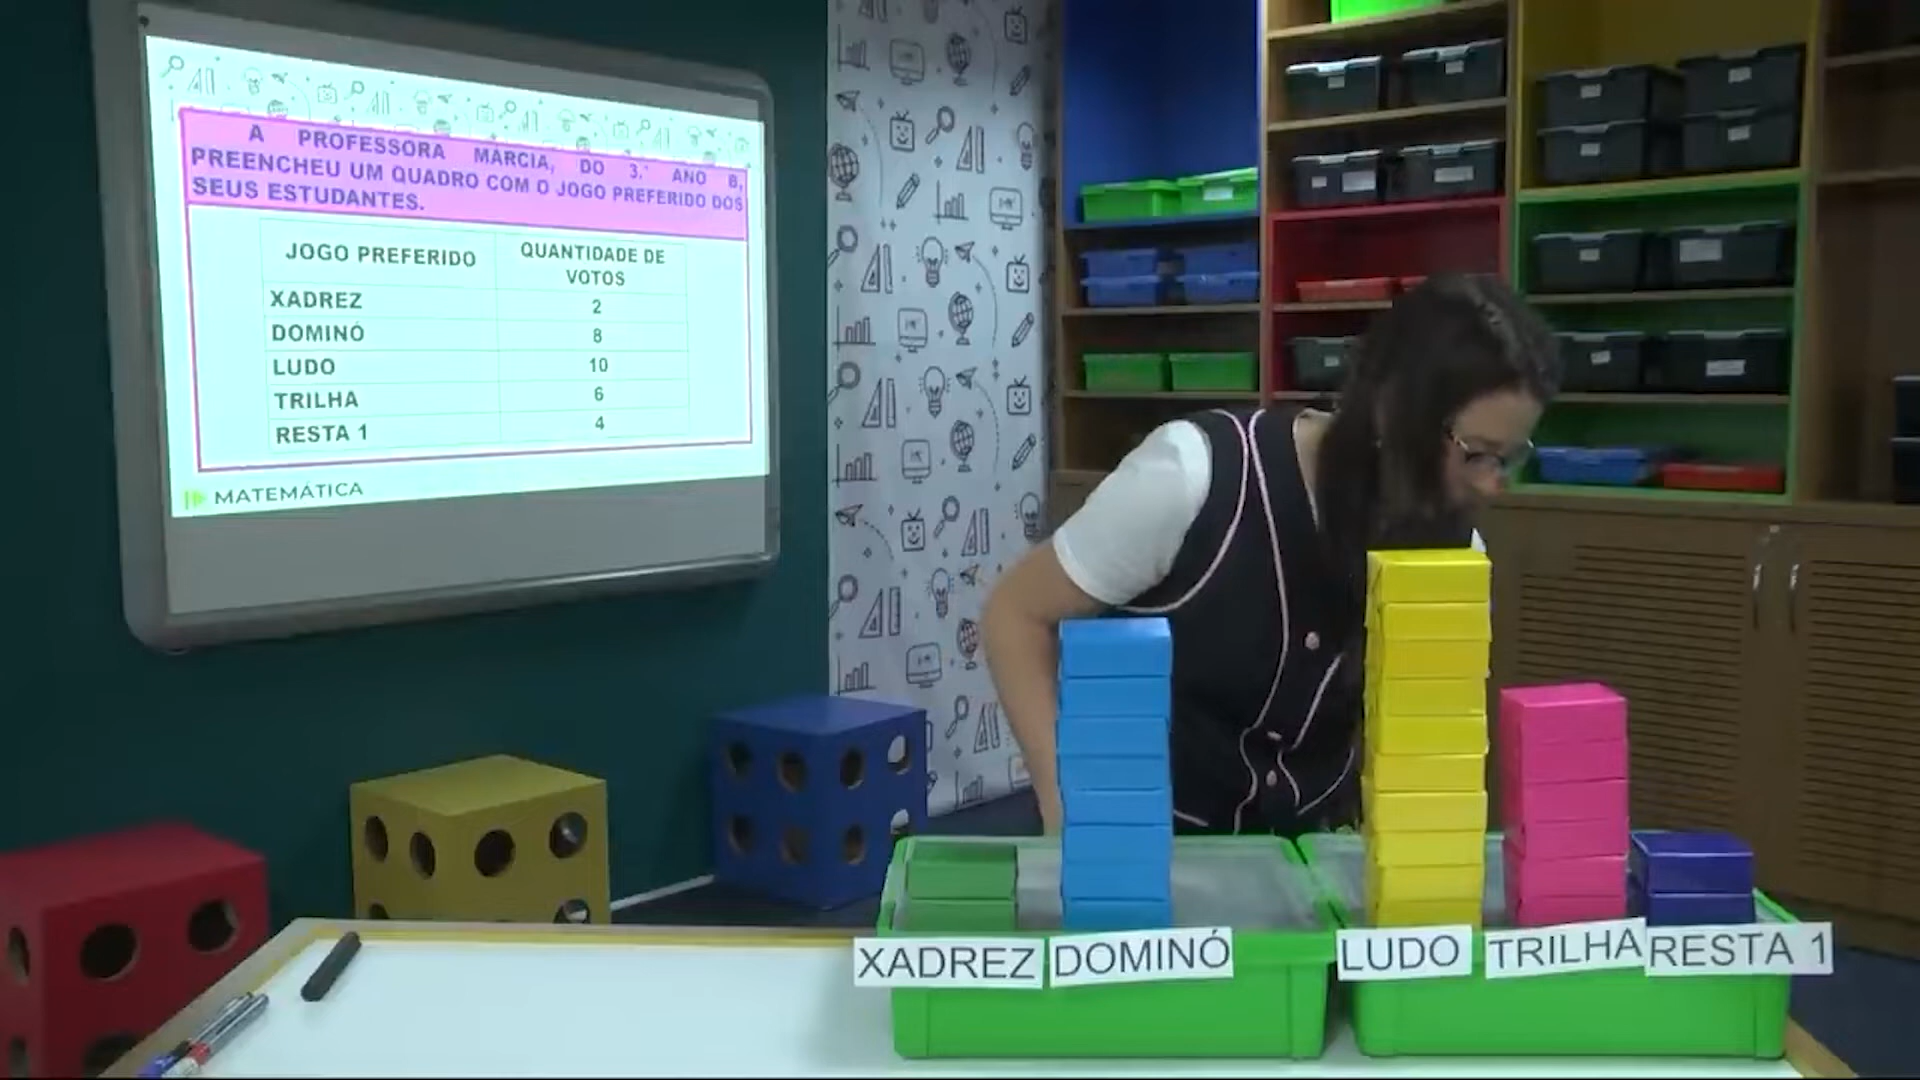 A PROFESSORA MÁRCIA, DO 3.º ANO B,
PREENCHEU UM QUADRO COM O JOGO PREFERIDO DOS
SEUS ESTUDANTES.
JOGO PREFERIDO
QUANTIDADE DE
VOTOS
XADREZ 2
DOMINÓ 8
LUDO 10
TRILHA 6
RESTA 1 4
MATEMÁTICA
XADREZ DOMINÓ LUDO TRILHA RESTA 1